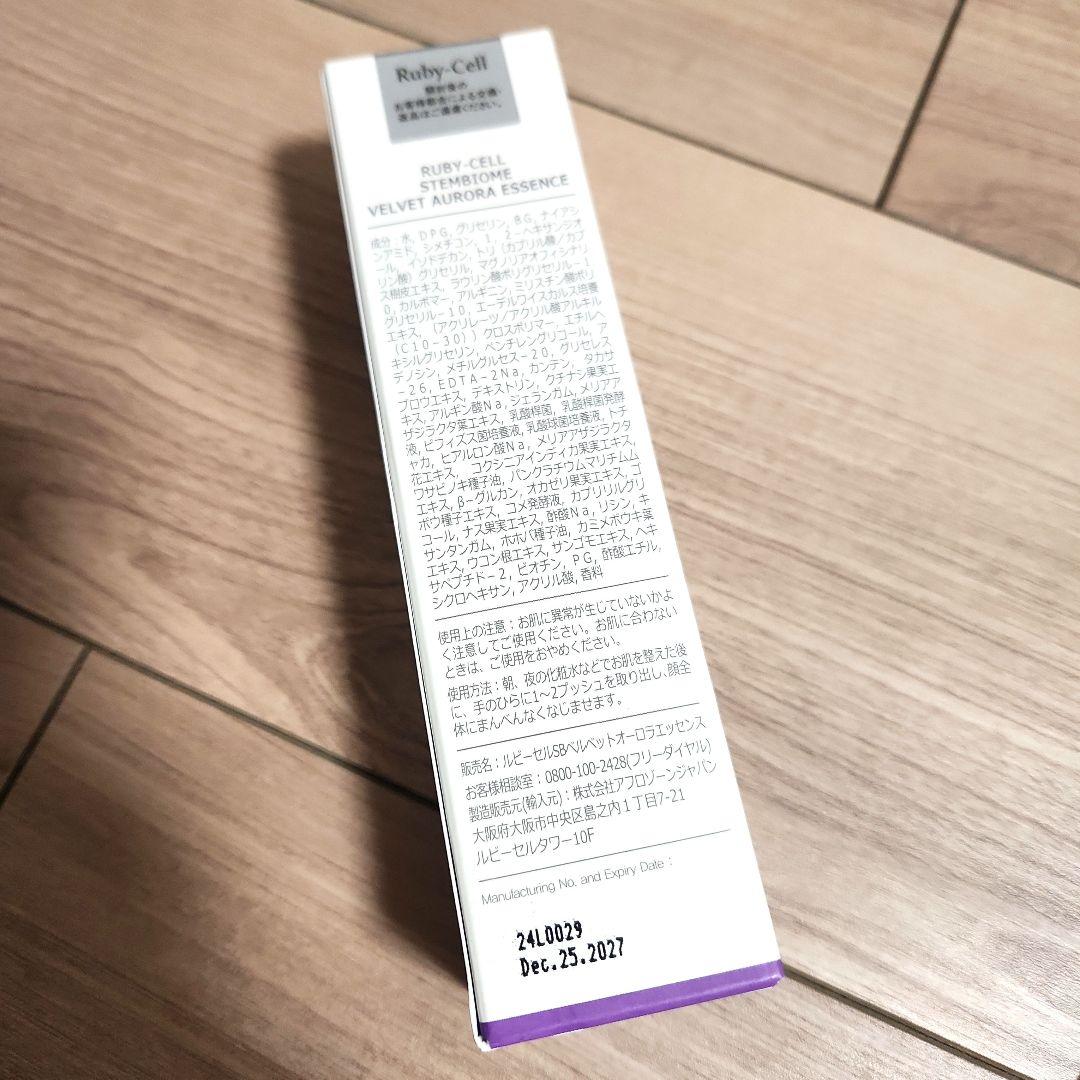 Ruby-Cell
開封後の
お客様都合による交換・
返品はご遠慮ください。
RUBY-CELL
STEMBIOME
VELVET AURORA ESSENCE
成分：水, DPG, グリセリン, BG, ナイアシ
ンアミド, シメチコン, 1, 2-ヘキサンジオ
ール, イソドデカン, トリ（カプリル酸／カプ
リン酸）グリセリル, マグノリアオフィシナリ
ス樹皮エキス, ラウリン酸ポリグリセリル-1
0, カルボマー, アルギニン, ミリスチン酸ポリ
グリセリル-10, エーデルワイスカルス培養
エキス,（アクリレーツ／アクリル酸アルキル
（C10-30））クロスポリマー, エチルヘ
キシルグリセリン, ペンチレングリコール, ア
デノシン, メチルグルセス-20, グリセレス
-26, EDTA-2Na, カンテン, タカサ
ブロウエキス, デキストリン, クチナシ果実エ
キス, アルギン酸Na, ジェランガム, メリアア
ザジラクタ葉エキス, 乳酸桿菌, 乳酸桿菌発酵
液, ビフィズス菌培養液, 乳酸球菌培養液, トチ
ャカ, ヒアルロン酸Na, メリアアザジラクタ
花エキス, コクシニアインディカ果実エキス,
ワサビノキ種子油, パンクラチウムマリチムム
エキス, β-グルカン, オカゼリ果実エキス, ゴ
ボウ種子エキス, コメ発酵液, カプリリルグリ
コール, ナス果実エキス, 酢酸Na, リシン, キ
サンタンガム, ホホバ種子油, カミメボウキ葉
エキス, ウコン根エキス, サンゴモエキス, ヘキ
サペプチド-2, ビオチン, PG, 酢酸エチル,
シクロヘキサン, アクリル酸, 香料
使用上の注意：お肌に異常が生じていないかよ
く注意してご使用ください。お肌に合わない
ときは、ご使用をおやめください。
使用方法：朝、夜の化粧水などでお肌を整えた後
に、手のひらに1～2プッシュを取り出し、顔全
体にまんべんなくなじませます。
販売名：ルビーセルSBベルベットオーロラエッセンス
お客様相談室：0800-100-2428(フリーダイヤル)
製造販売元(輸入元)：株式会社アフロゾーンジャパン
大阪府大阪市中央区島之内1丁目7-21
ルビーセルタワー10F
Manufacturing No. and Expiry Date :
24L0029
Dec.25.2027